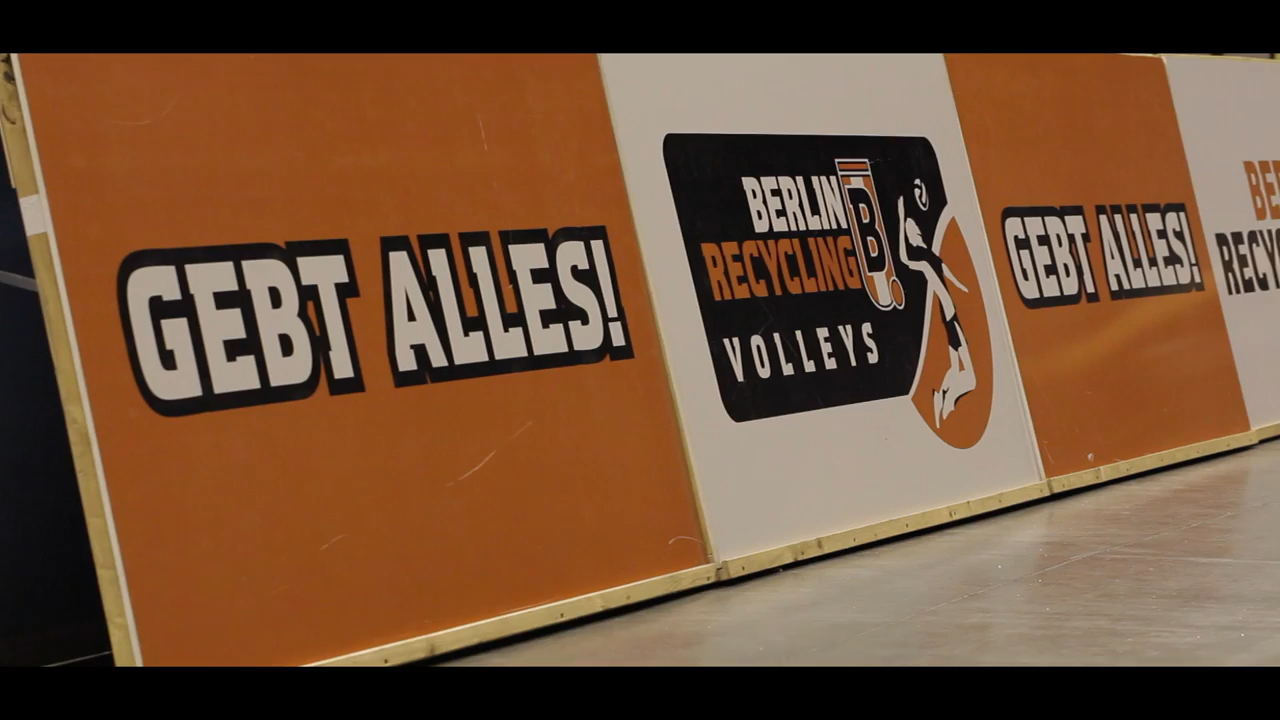 GEBT ALLES!
BERLIN
RECYCLING
B
VOLLEYS
GEBT ALLES!